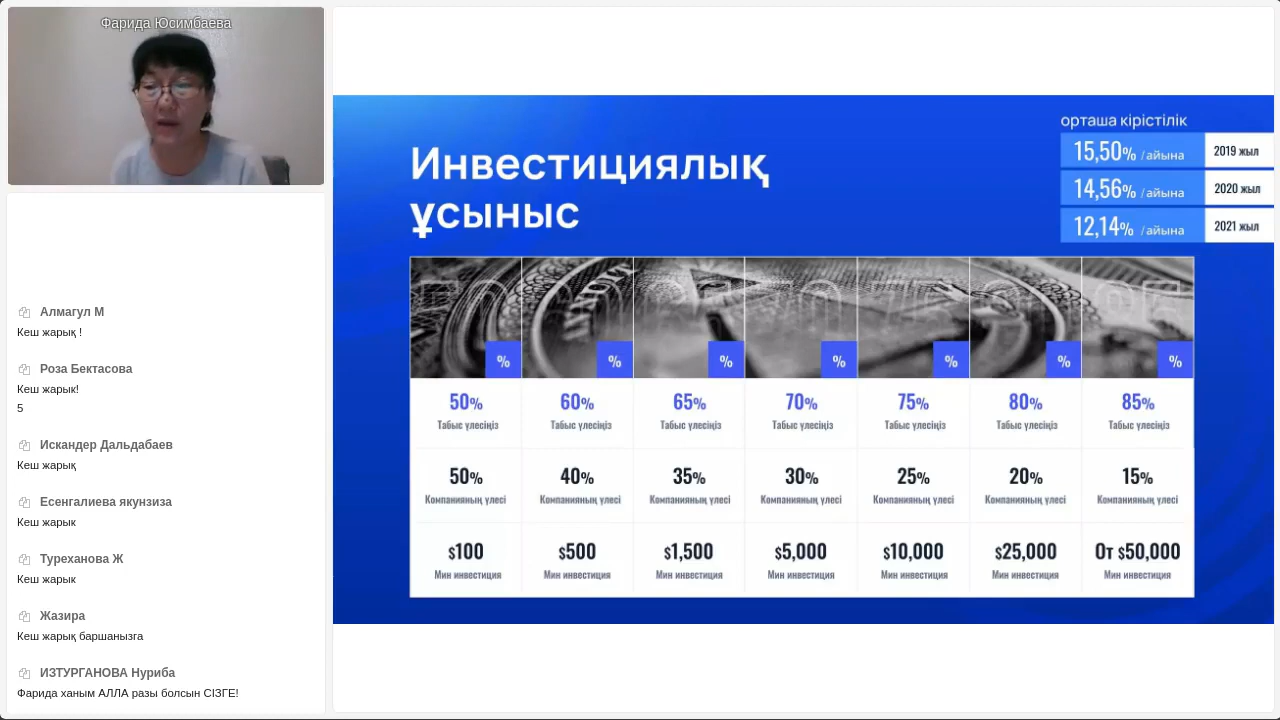 Фарида Юсимбаева
Алмагул М
Кеш жарық !
Роза Бектасова
Кеш жарык!
5
Искандер Дальдабаев
Кеш жарық
Есенгалиева якунзиза
Кеш жарык
Туреханова Ж
Кеш жарык
Жазира
Кеш жарық баршанызга
ИЗТУРГАНОВА Нуриба
Фарида ханым АЛЛА разы болсын СІЗГЕ!
Инвестициялық
ұсыныс
орташа кірістілік
15,50% /айына 2019 жыл
14,56% /айына 2020 жыл
12,14% /айына 2021 жыл
% % % % % % %
50% 60% 65% 70% 75% 80% 85%
Табыс үлесіңіз Табыс үлесіңіз Табыс үлесіңіз Табыс үлесіңіз Табыс үлесіңіз Табыс үлесіңіз Табыс үлесіңіз
50% 40% 35% 30% 25% 20% 15%
Компанияның үлесі Компанияның үлесі Компанияның үлесі Компанияның үлесі Компанияның үлесі Компанияның үлесі Компанияның үлесі
$100 $500 $1,500 $5,000 $10,000 $25,000 От $50,000
Мин инвестиция Мин инвестиция Мин инвестиция Мин инвестиция Мин инвестиция Мин инвестиция Мин инвестиция